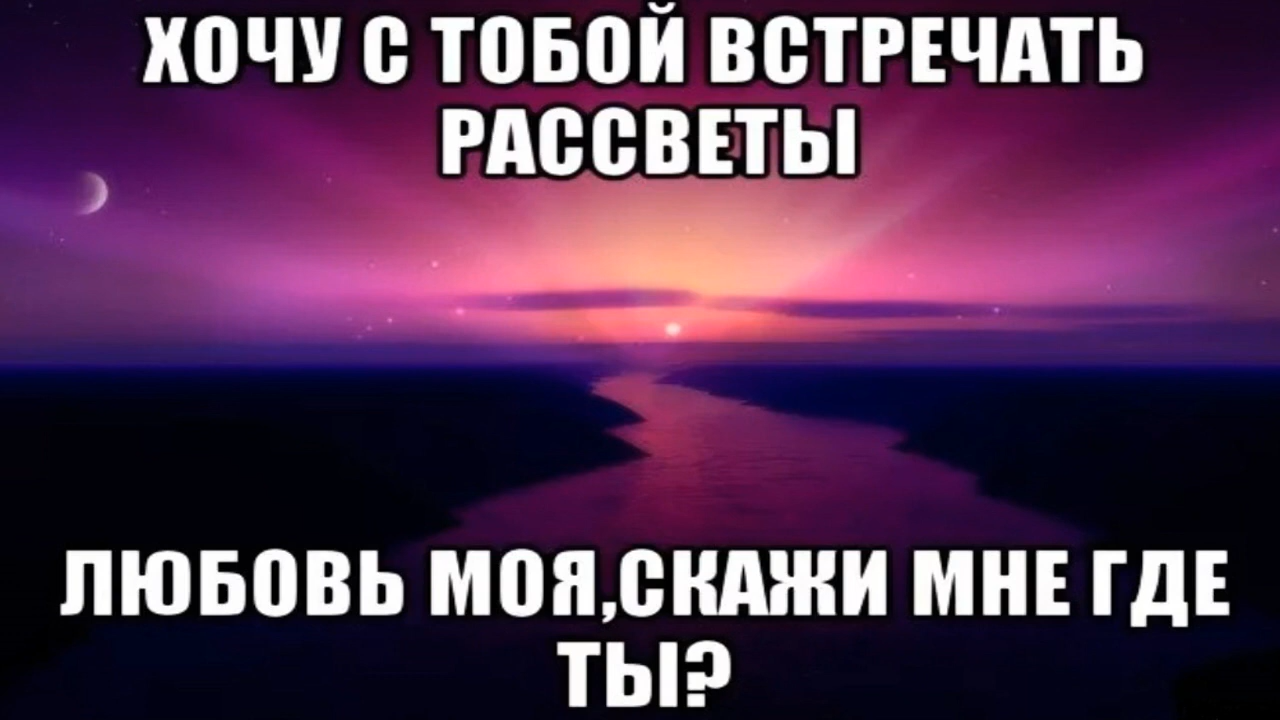 ХОЧУ С ТОБОЙ ВСТРЕЧАТЬ
РАССВЕТЫ
ЛЮБОВЬ МОЯ,СКАЖИ МНЕ ГДЕ
ТЫ?